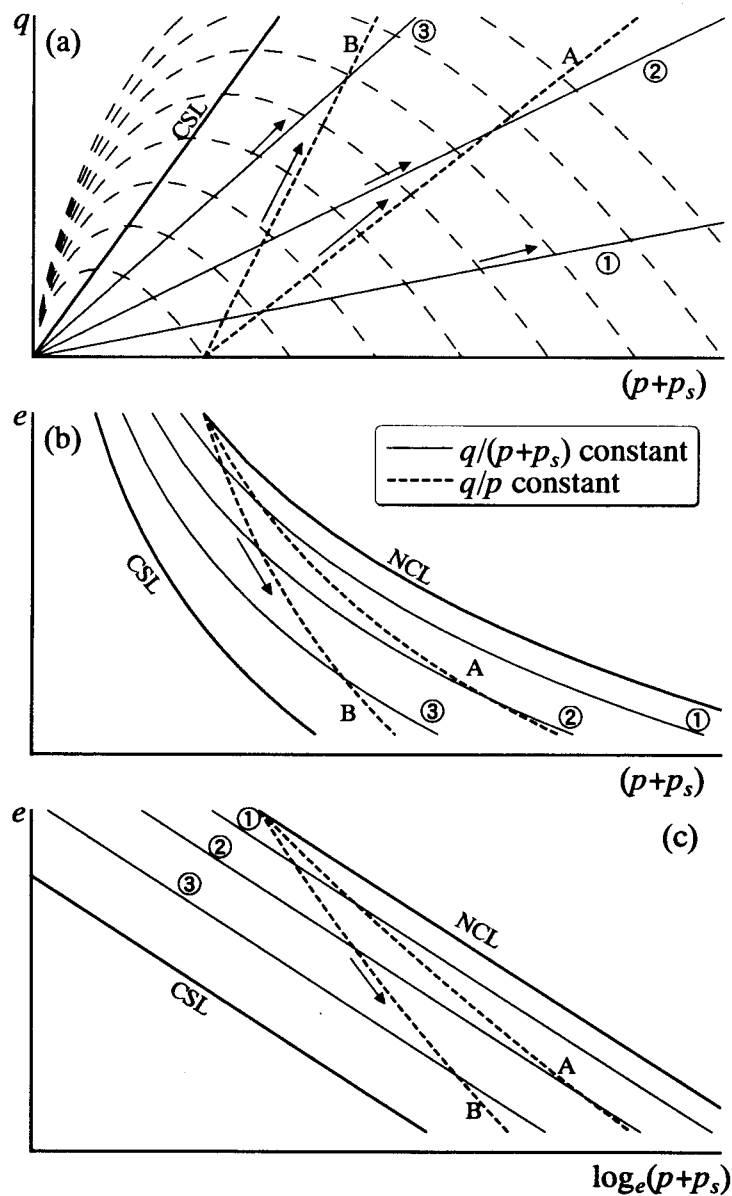 q
(a)
B
③
A
②
CSL
①
(p+pₛ)
e
(b)
q/(p+pₛ) constant
q/p constant
NCL
CSL
A
B
③
②
①
(p+pₛ)
e
①
(c)
②
③
NCL
CSL
A
B
logₑ(p+pₛ)